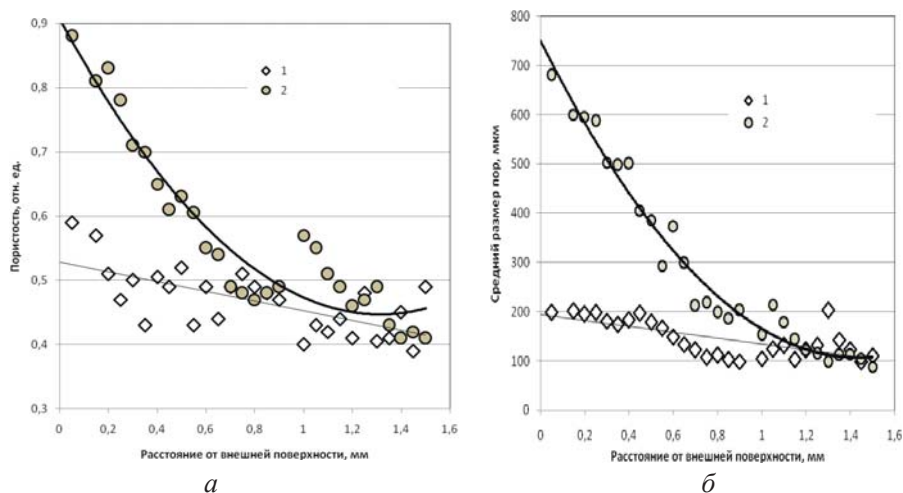 0,9
0,8
0,7
0,6
0,5
0,4
0,3
Пористость, отн. ед.
1
2
0 0,2 0,4 0,6 0,8 1 1,2 1,4 1,6
Расстояние от внешней поверхности, мм
а
800
700
600
500
400
300
200
100
0
Средний размер пор, мкм
1
2
0 0,2 0,4 0,6 0,8 1 1,2 1,4 1,6
Расстояние от внешней поверхности, мм
б